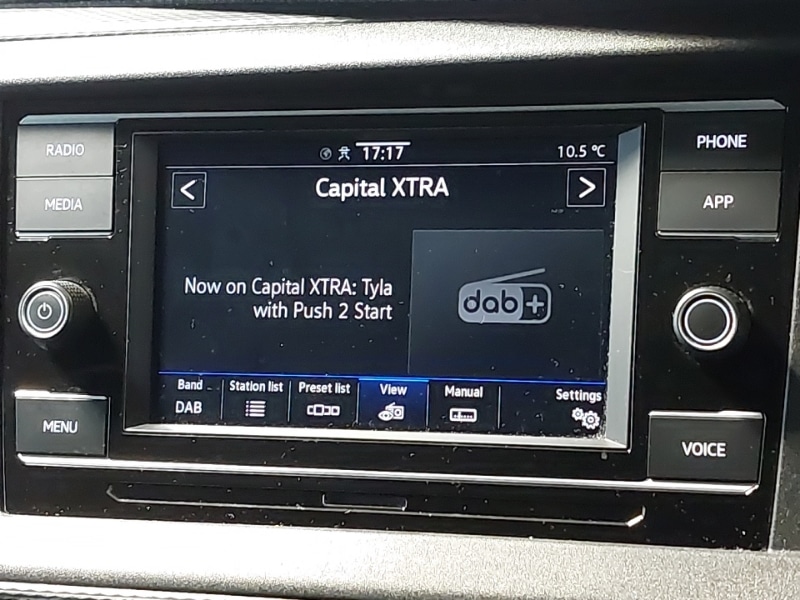 RADIO
MEDIA
MENU
17:17
10.5 °C
<
Capital XTRA
>
Now on Capital XTRA: Tyla
with Push 2 Start
dab+
Band
DAB
Station list
Preset list
View
Manual
Settings
PHONE
APP
VOICE